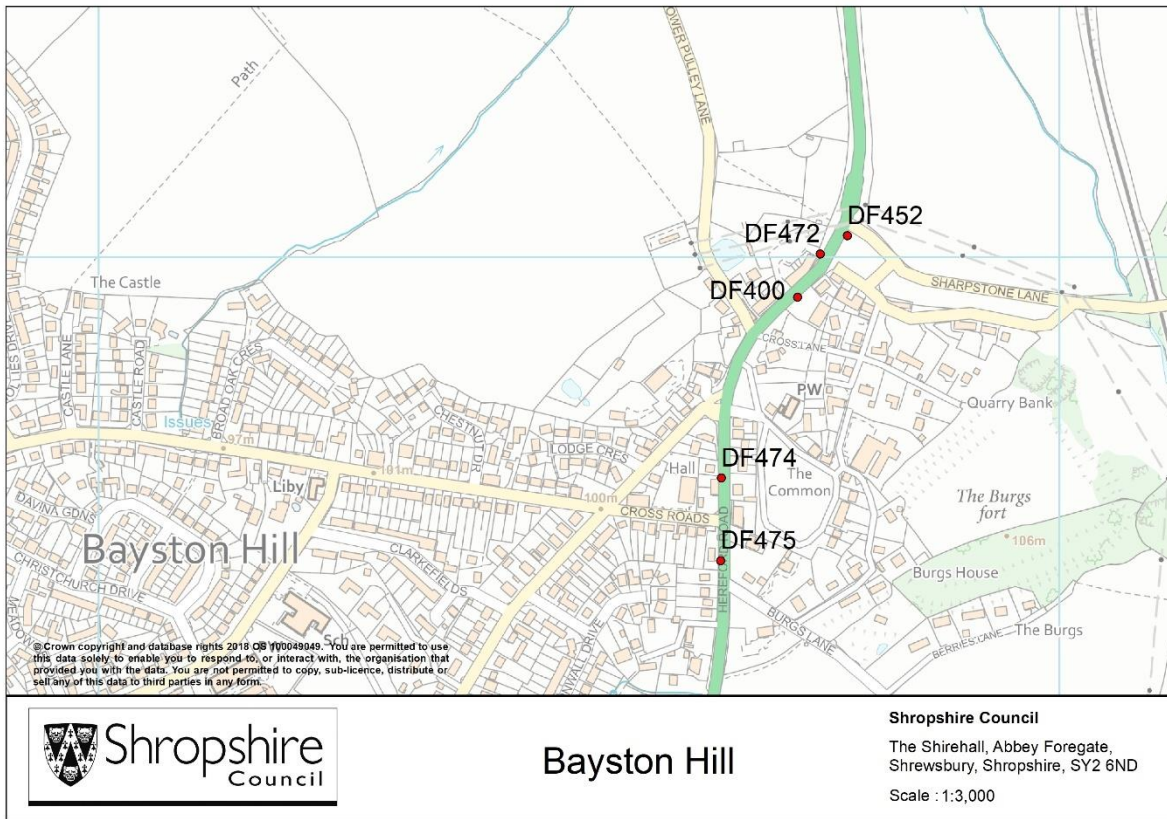 Path
LOWER PULLEY LANE
DF452
DF472
DF400
SHARPSTONE LANE
The Castle
CROSS LANE
CASTLE LANE
CASTLE ROAD
BROAD OAK CRES
PW
Quarry Bank
Issues
97m
CHESTNUT DR
LODGE CRES
101m
Hall
DF474
The
Common
Liby
100m
CROSS ROADS
The Burgs
fort
DAVINA GDNS
Bayston Hill
CLARKEFIELDS
DF475
HEREFORD ROAD
106m
CHRISTCHURCH DRIVE
Burgs House
BURGS LANE
BERRIES LANE
The Burgs
Sch
© Crown copyright and database rights 2018 OS 100049049. You are permitted to use
this data solely to enable you to respond to, or interact with, the organisation that
provided you with the data. You are not permitted to copy, sub-licence, distribute or
sell any of this data to third parties in any form.
Shropshire
Council
Bayston Hill
Shropshire Council
The Shirehall, Abbey Foregate,
Shrewsbury, Shropshire, SY2 6ND
Scale : 1:3,000